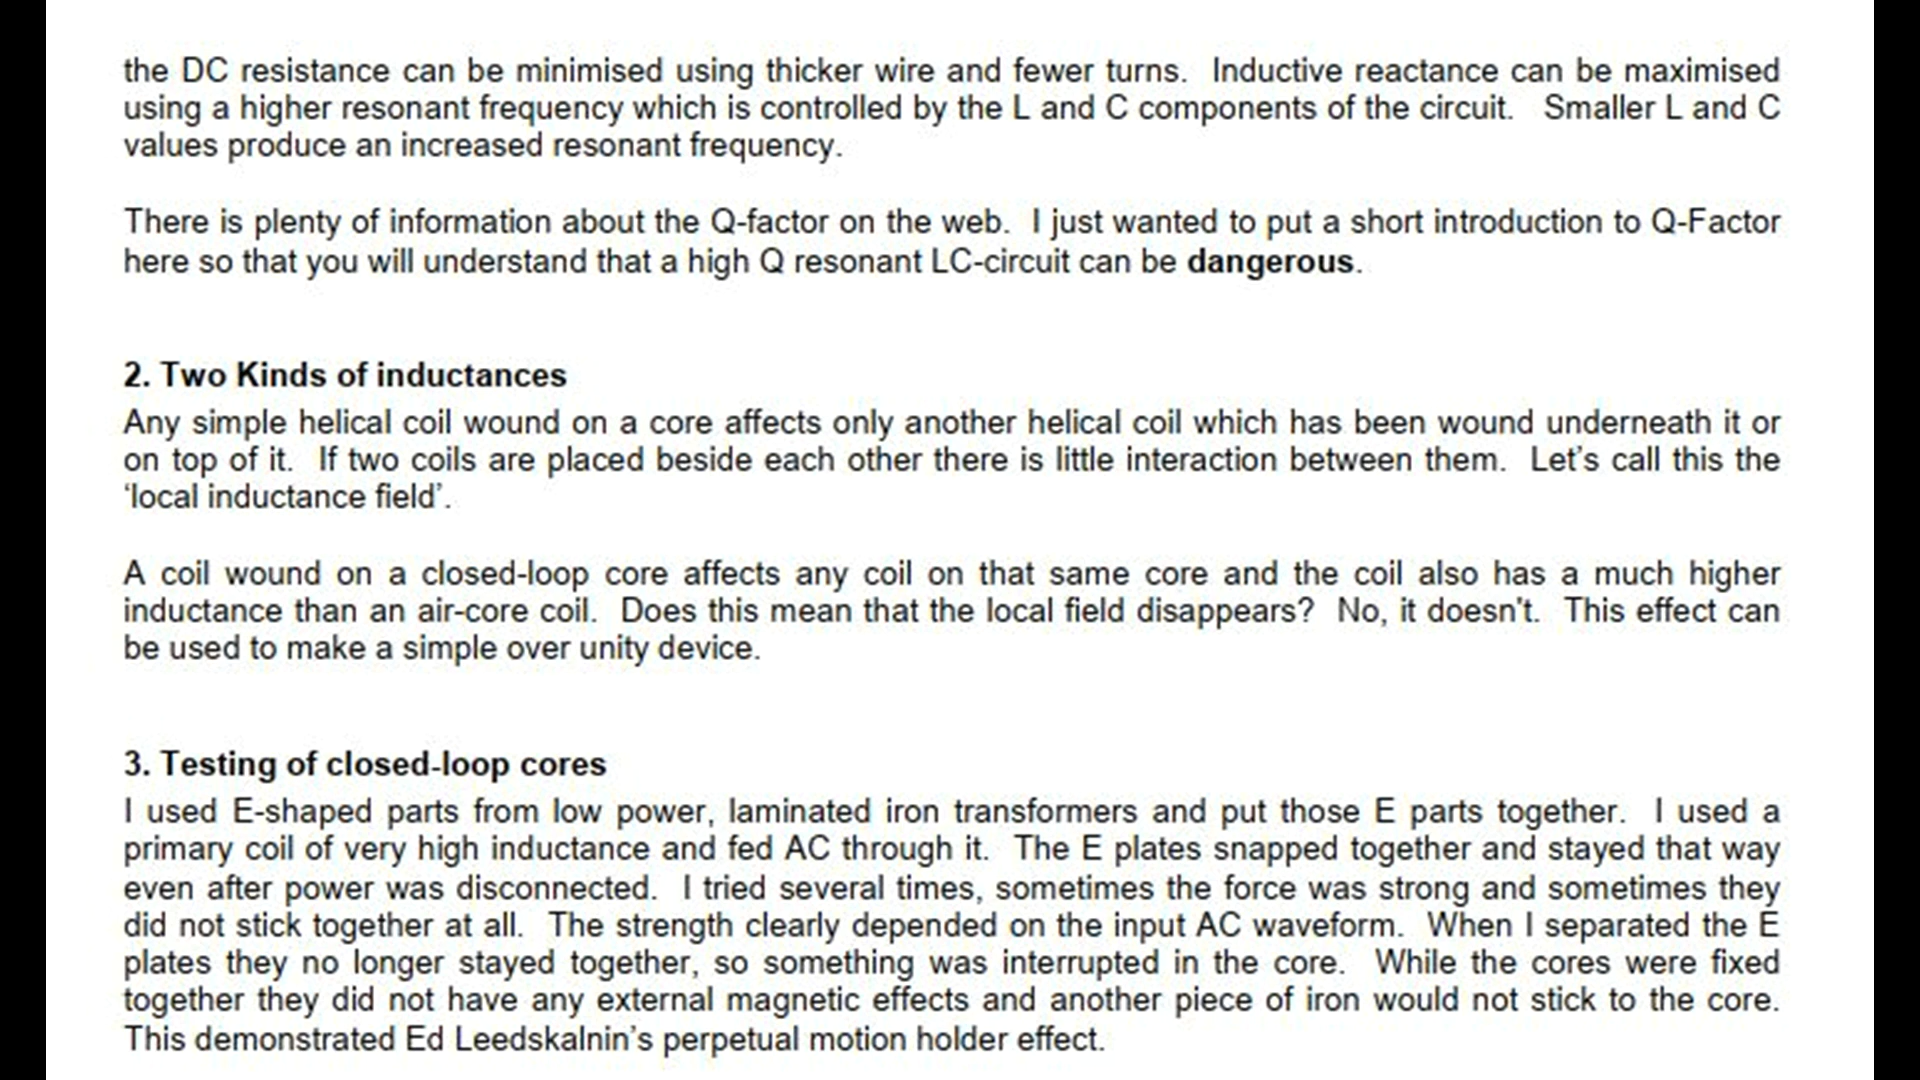 the DC resistance can be minimised using thicker wire and fewer turns. Inductive reactance can be maximised
using a higher resonant frequency which is controlled by the L and C components of the circuit. Smaller L and C
values produce an increased resonant frequency.
There is plenty of information about the Q-factor on the web. I just wanted to put a short introduction to Q-Factor
here so that you will understand that a high Q resonant LC-circuit can be dangerous.
2. Two Kinds of inductances
Any simple helical coil wound on a core affects only another helical coil which has been wound underneath it or
on top of it. If two coils are placed beside each other there is little interaction between them. Let’s call this the
‘local inductance field’.
A coil wound on a closed-loop core affects any coil on that same core and the coil also has a much higher
inductance than an air-core coil. Does this mean that the local field disappears? No, it doesn't. This effect can
be used to make a simple over unity device.
3. Testing of closed-loop cores
I used E-shaped parts from low power, laminated iron transformers and put those E parts together. I used a
primary coil of very high inductance and fed AC through it. The E plates snapped together and stayed that way
even after power was disconnected. I tried several times, sometimes the force was strong and sometimes they
did not stick together at all. The strength clearly depended on the input AC waveform. When I separated the E
plates they no longer stayed together, so something was interrupted in the core. While the cores were fixed
together they did not have any external magnetic effects and another piece of iron would not stick to the core.
This demonstrated Ed Leedskalnin’s perpetual motion holder effect.